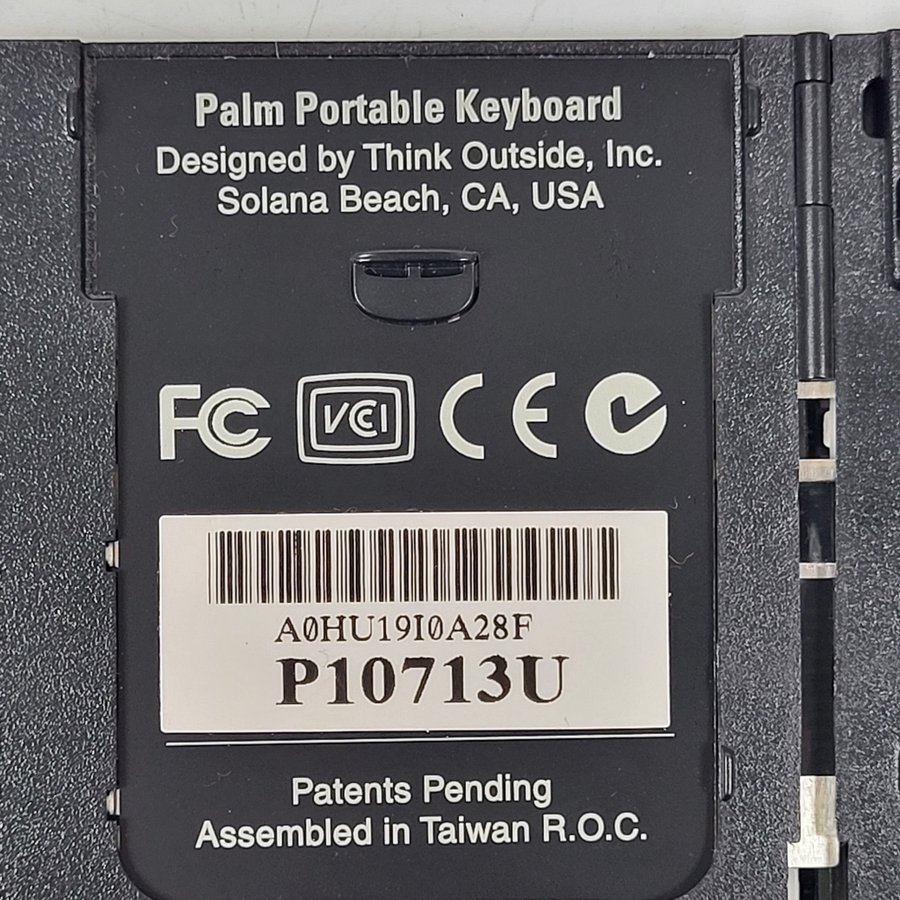 Palm Portable Keyboard
Designed by Think Outside, Inc.
Solana Beach, CA, USA
FC VCI CE
A0HU19I0A28F
P10713U
Patents Pending
Assembled in Taiwan R.O.C.